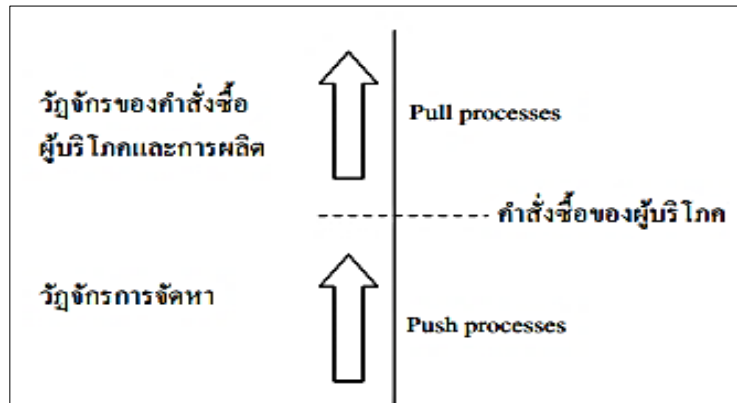 วัฏจักรของคำสั่งซื้อ
ผู้บริโภคและการผลิต
Pull processes
คำสั่งซื้อของผู้บริโภค
วัฏจักรการจัดหา
Push processes